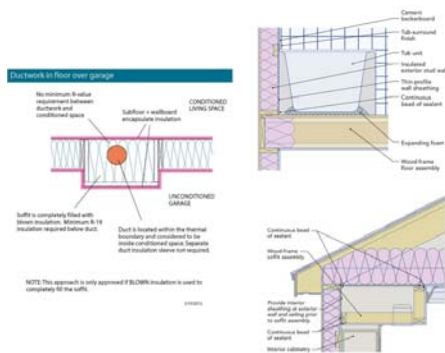 Ductwork in floor over garage
No minimum R-value
requirement between
ductwork and
conditioned space
CONDITIONED
LIVING SPACE
Subfloor + wallboard
encapsulate insulation
UNCONDITIONED
GARAGE
Soffit is completely filled with
blown insulation. Minimum R-19
insulation required below duct.
Duct is located within the thermal
boundary and considered to be
inside conditioned space. Separate
duct insulation sleeve not required.
NOTE: This approach is only approved if BLOWN insulation is used to
completely fill the soffit.
Cement
backerboard
Tub-surround
finish
Tub unit
Insulated
exterior stud wall
Thin-profile
wall sheathing
Continuous
bead of sealant
Expanding foam
Wood-frame
floor assembly
Continuous bead
of sealant
Wood-frame
soffit assembly
Provide interior
sheathing at exterior
wall and ceiling prior
to soffit assembly
Continuous bead
of sealant
Interior cabinetry